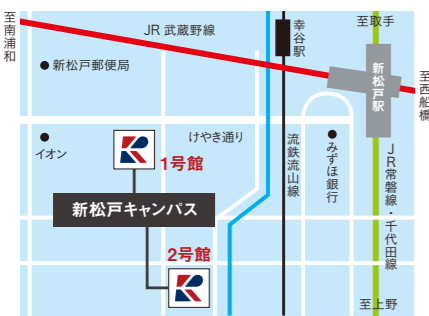 至南浦和
JR 武蔵野線
幸谷駅
至取手
新松戸駅
至西船橋
新松戸郵便局
イオン
けやき通り
1号館
流鉄流山線
みずほ銀行
JR常磐線・千代田線
新松戸キャンパス
2号館
至上野